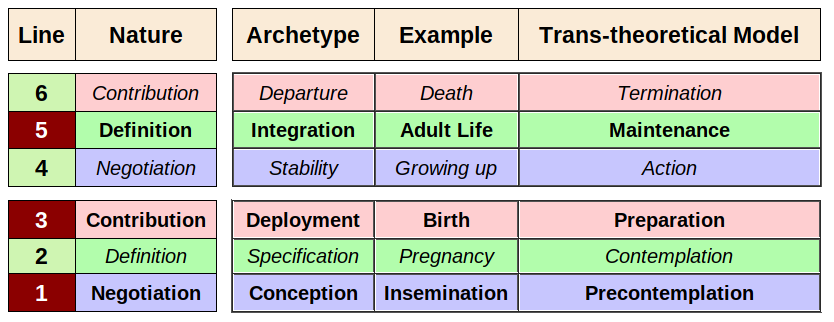 Line Nature Archetype Example Trans-theoretical Model
6 Contribution Departure Death Termination
5 Definition Integration Adult Life Maintenance
4 Negotiation Stability Growing up Action
3 Contribution Deployment Birth Preparation
2 Definition Specification Pregnancy Contemplation
1 Negotiation Conception Insemination Precontemplation